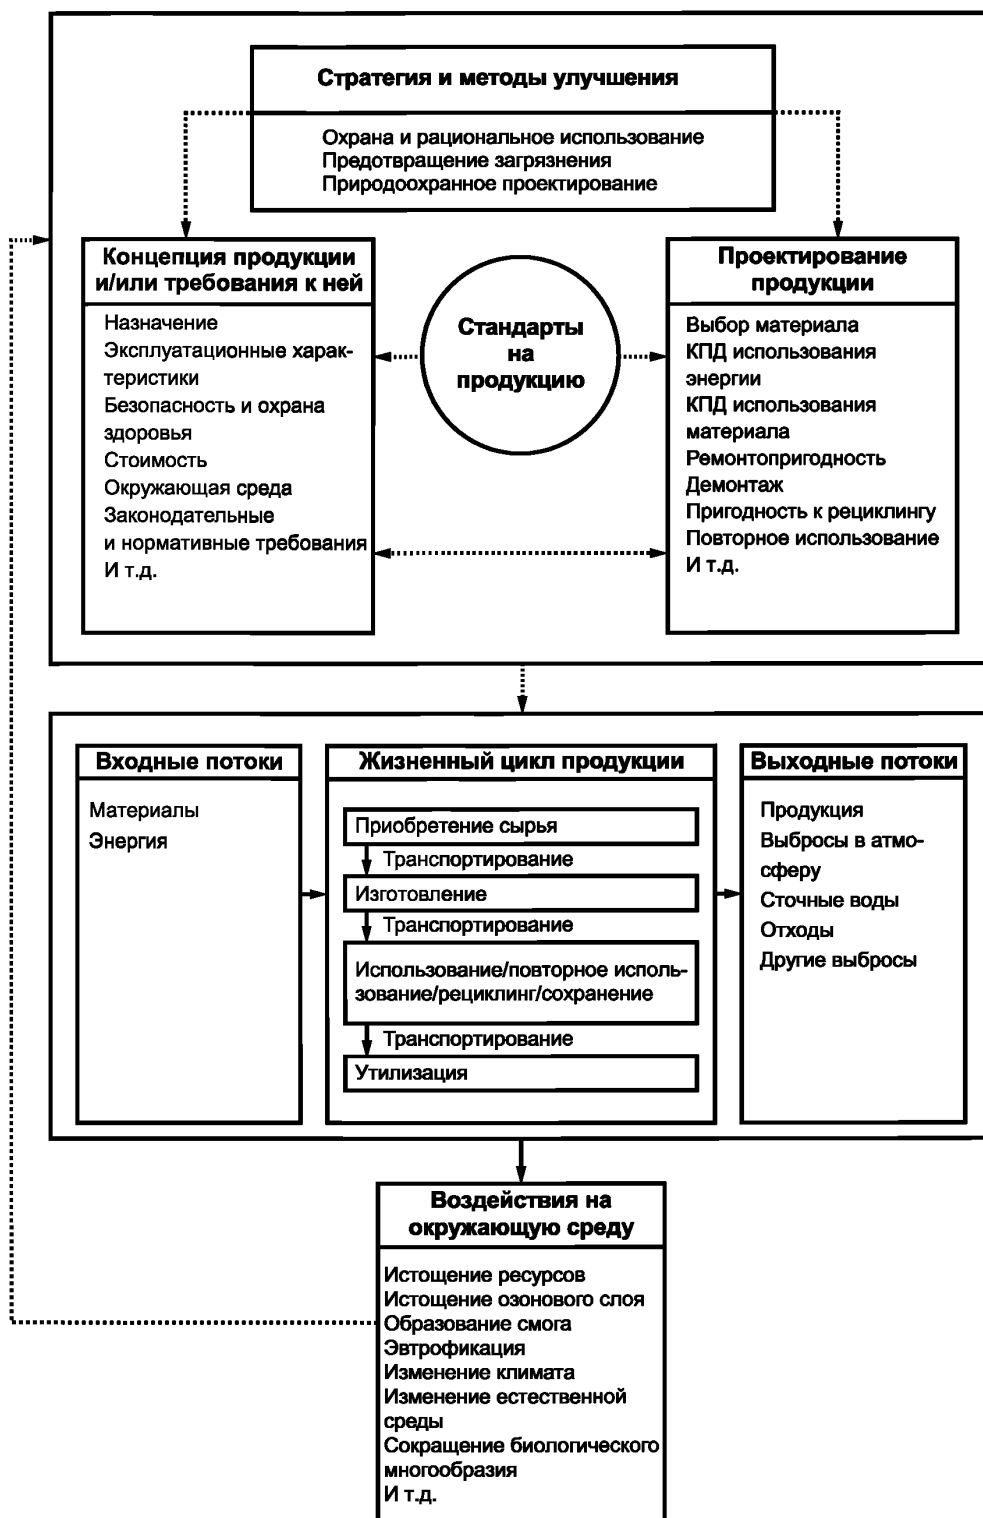 Стратегия и методы улучшения
Охрана и рациональное использование
Предотвращение загрязнения
Природоохранное проектирование
Концепция продукции
и/или требования к ней
Назначение
Эксплуатационные харак-
теристики
Безопасность и охрана
здоровья
Стоимость
Окружающая среда
Законодательные
и нормативные требования
И т.д.
Стандарты
на
продукцию
Проектирование
продукции
Выбор материала
КПД использования
энергии
КПД использования
материала
Ремонтопригодность
Демонтаж
Пригодность к рециклингу
Повторное использование
И т.д.
Входные потоки
Материалы
Энергия
Жизненный цикл продукции
Приобретение сырья
Транспортирование
Изготовление
Транспортирование
Использование/повторное исполь-
зование/рециклинг/сохранение
Транспортирование
Утилизация
Выходные потоки
Продукция
Выбросы в атмо-
сферу
Сточные воды
Отходы
Другие выбросы
Воздействия на
окружающую среду
Истощение ресурсов
Истощение озонового слоя
Образование смога
Эвтрофикация
Изменение климата
Изменение естественной
среды
Сокращение биологического
многообразия
И т.д.